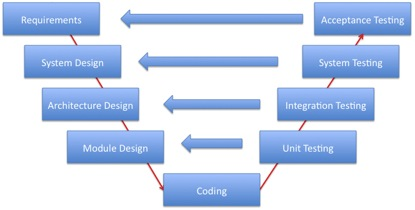 Requirements
Acceptance Testing
System Design
System Testing
Architecture Design
Integration Testing
Module Design
Unit Testing
Coding